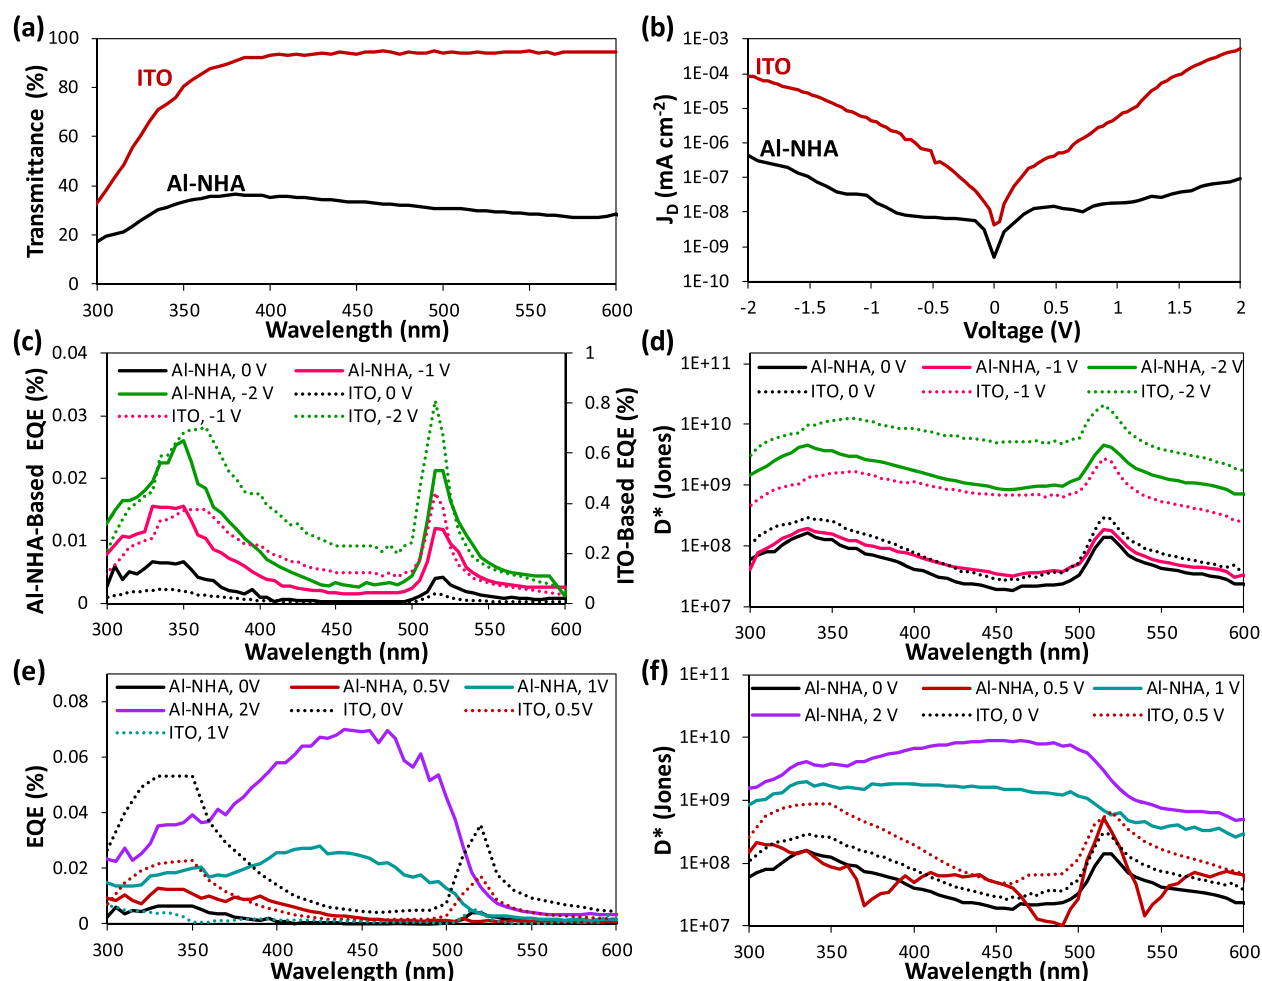 (a)
100
80
60
40
20
0
Transmittance (%)
ITO
Al-NHA
300 350 400 450 500 550 600
Wavelength (nm)
(b)
1E-03
1E-04
1E-05
1E-06
1E-07
1E-08
1E-09
1E-10
J_D (mA cm⁻²)
ITO
Al-NHA
-2 -1.5 -1 -0.5 0 0.5 1 1.5 2
Voltage (V)
(c)
0.04
0.03
0.02
0.01
0
Al-NHA-Based EQE (%)
Al-NHA, 0 V Al-NHA, -1 V
Al-NHA, -2 V ITO, 0 V
ITO, -1 V ITO, -2 V
1
0.8
0.6
0.4
0.2
0
ITO-Based EQE (%)
300 350 400 450 500 550 600
Wavelength (nm)
(d)
1E+11
1E+10
1E+09
1E+08
1E+07
D* (Jones)
Al-NHA, 0 V Al-NHA, -1 V Al-NHA, -2 V
ITO, 0 V ITO, -1 V ITO, -2 V
300 350 400 450 500 550 600
Wavelength (nm)
(e)
0.08
0.06
0.04
0.02
0
EQE (%)
Al-NHA, 0V Al-NHA, 0.5V Al-NHA, 1V
Al-NHA, 2V ITO, 0V ITO, 0.5V
ITO, 1V
300 350 400 450 500 550 600
Wavelength (nm)
(f)
1E+11
1E+10
1E+09
1E+08
1E+07
D* (Jones)
Al-NHA, 0 V Al-NHA, 0.5 V Al-NHA, 1 V
Al-NHA, 2 V ITO, 0 V ITO, 0.5 V
300 350 400 450 500 550 600
Wavelength (nm)